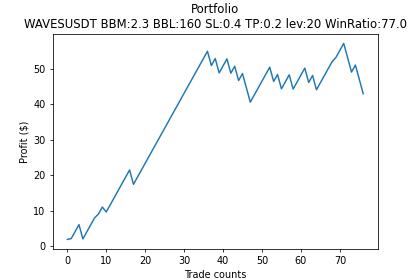 Portfolio
WAVESUSDT BBM:2.3 BBL:160 SL:0.4 TP:0.2 lev:20 WinRatio:77.0
Profit ($)
50
40
30
20
10
0
0 10 20 30 40 50 60 70
Trade counts